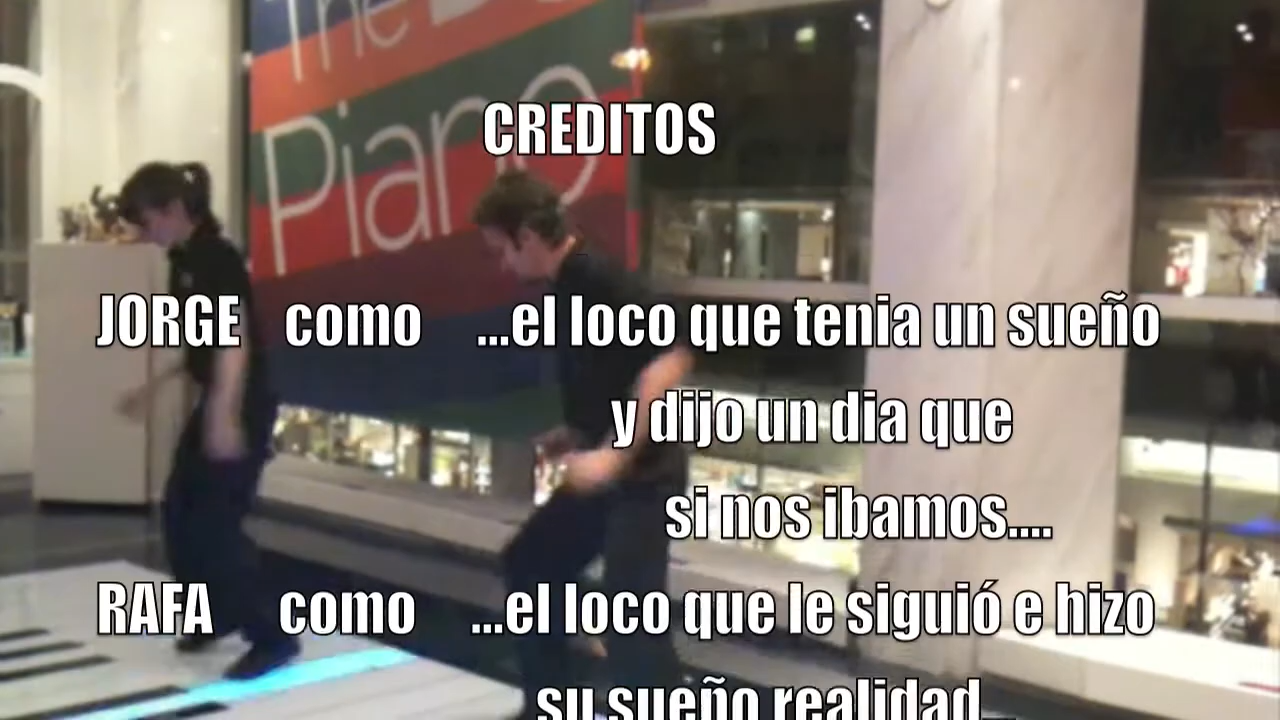 The
Piano
CREDITOS
JORGE como ...el loco que tenia un sueño
y dijo un dia que
si nos ibamos....
RAFA como ...el loco que le siguió e hizo
su sueño realidad...